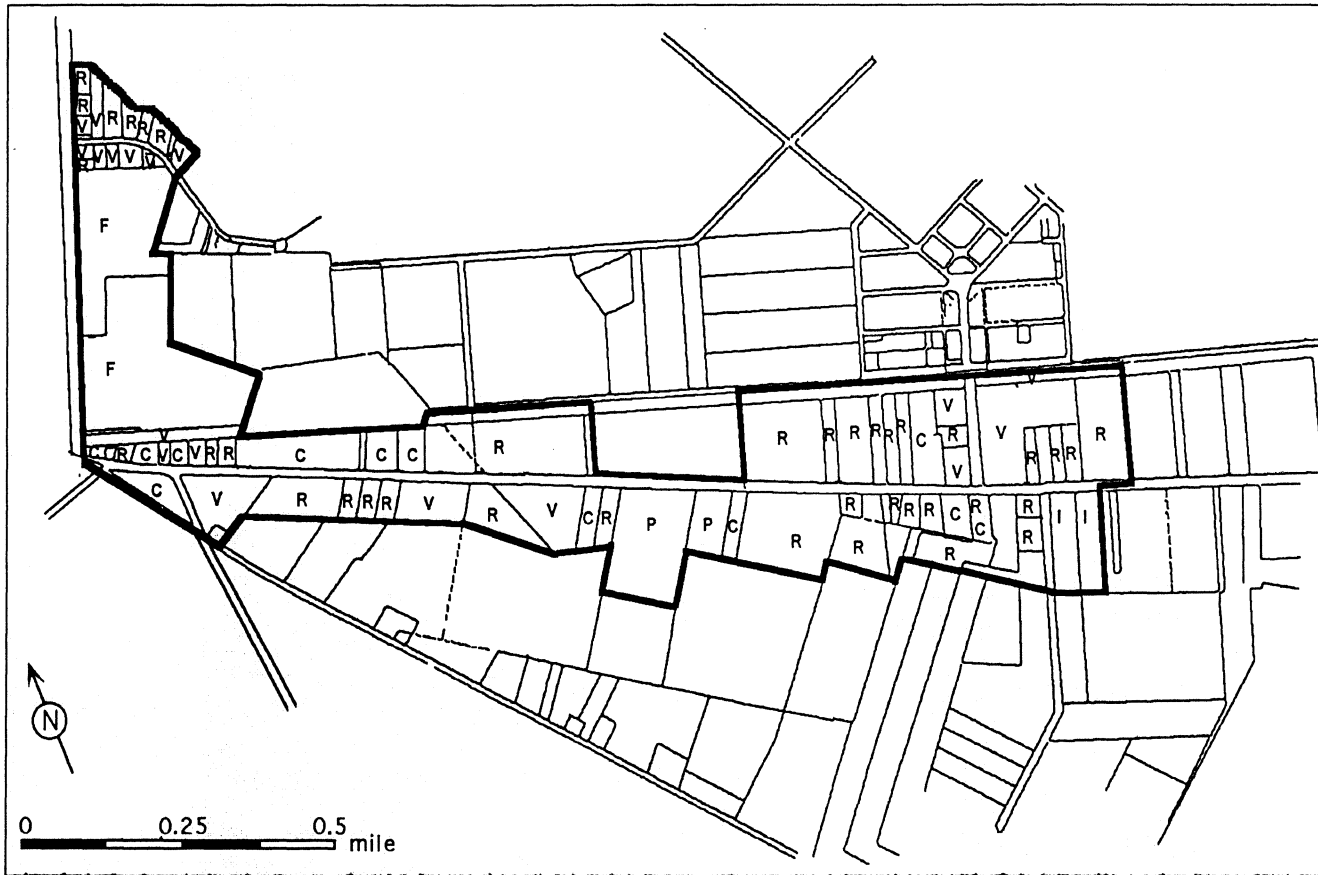 R
R
V R R R R
V V
V V V V V
R
F
F
V
C C R C V C V R R
C C C R
R R R R R R C V
R
V
V
V
R R R
R
C V R R R R V R V C R P P C R
R R R R C R C R R
R R
I I
N
0 0.25 0.5
mile